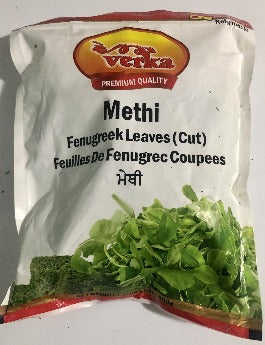 verka
PREMIUM QUALITY
Methi
Fenugreek Leaves (Cut)
Feuilles De Fenugrec Coupees
ਮੇਥੀ